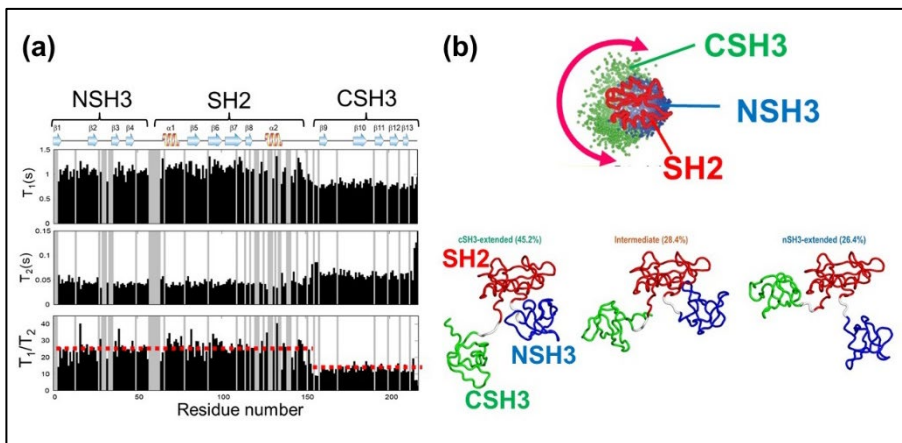 (a)
NSH3 SH2 CSH3
β1 β2 β3 β4 α1 β5 β6 β7 β8 α2 β9 β10 β11 β12 β13
T1(s)
1.5
1
0.5
0
T2(s)
0.15
0.1
0.05
0
T1/T2
40
30
20
10
0
0 50 100 150 200
Residue number
(b)
CSH3
NSH3
SH2
cSH3-extended (45.2%) Intermediate (28.4%) nSH3-extended (26.4%)
SH2
NSH3
CSH3